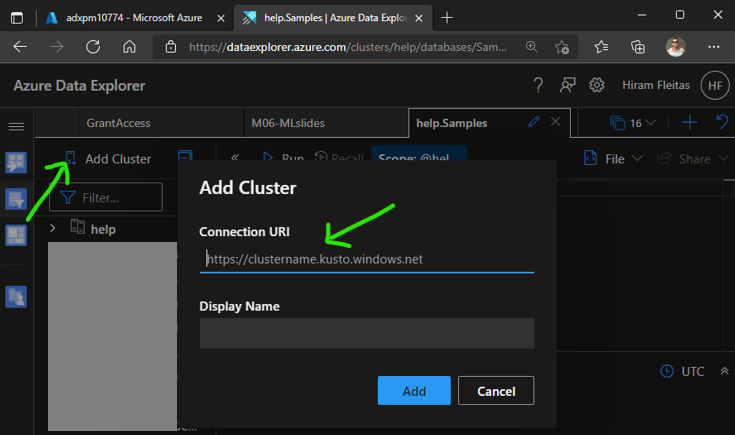 adxpm10774 - Microsoft Azure
help.Samples | Azure Data Explor
https://dataexplorer.azure.com/clusters/help/databases/Sam...
Azure Data Explorer
? Hiram Fleitas HF
GrantAccess
M06-MLslides
help.Samples
16
Add Cluster
Run
Recall
Scope: @hel
File
Share
Filter...
help
Add Cluster
Connection URI
https://clustername.kusto.windows.net
Display Name
Add
Cancel
UTC